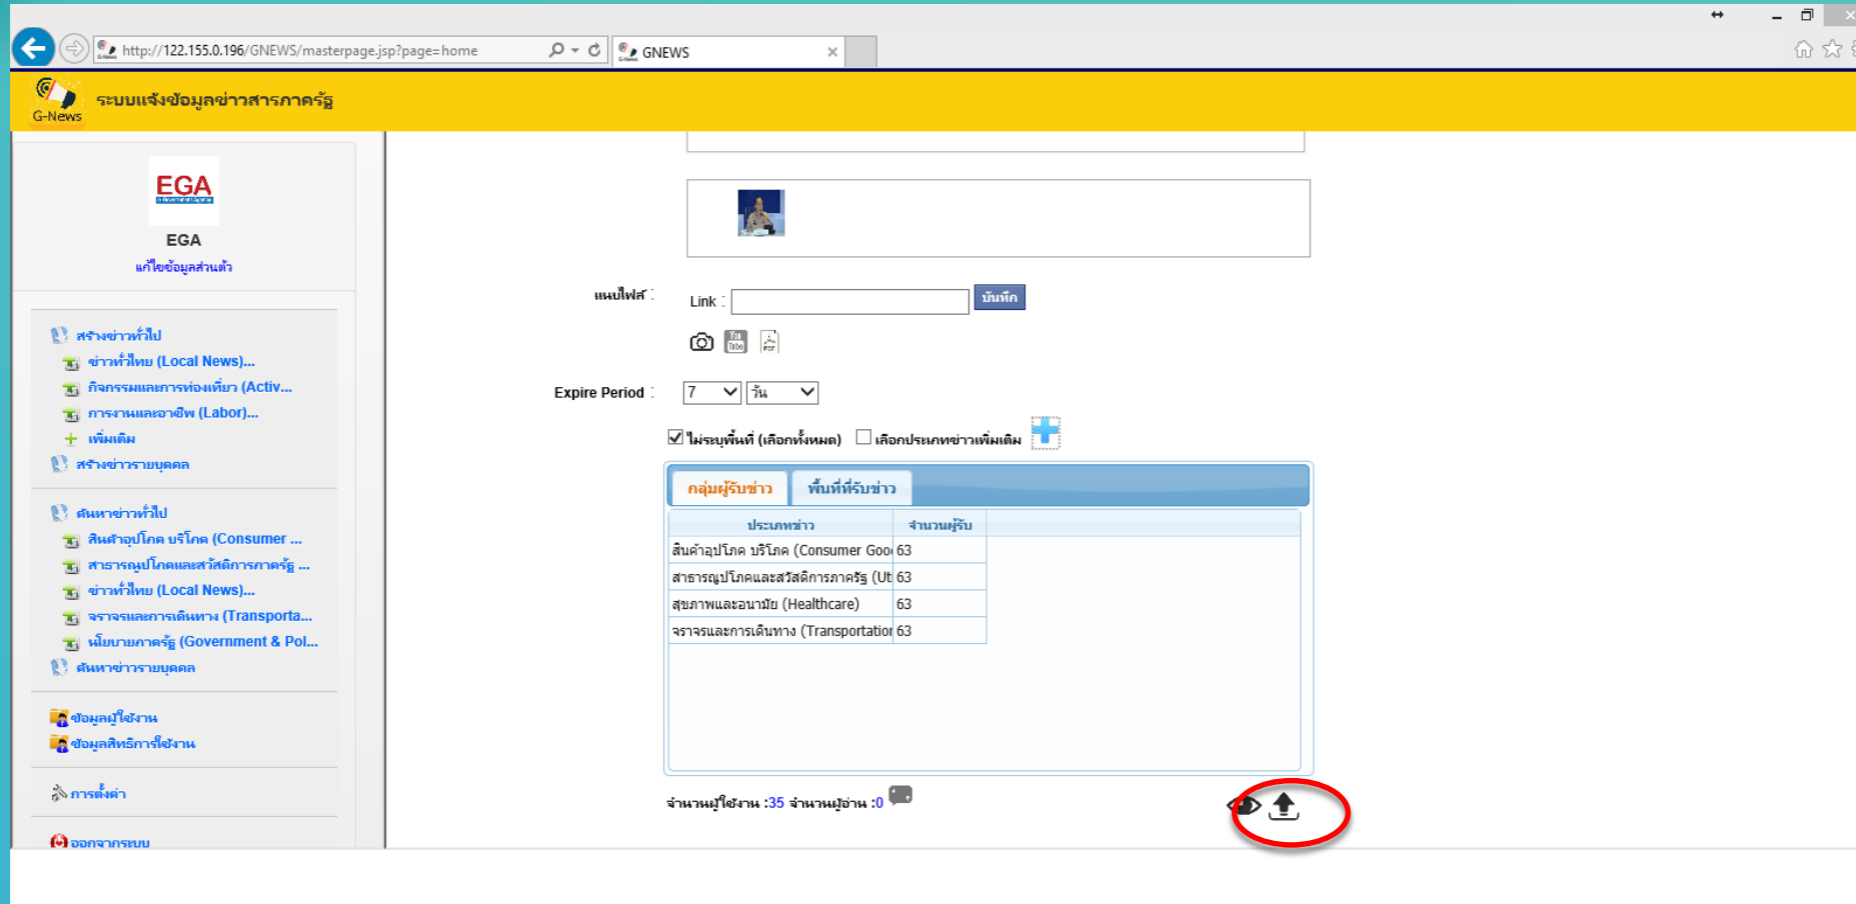 http://122.155.0.196/GNEWS/masterpage.jsp?page=home
GNEWS
G-News
ระบบแจ้งข้อมูลข่าวสารภาครัฐ
EGA
EGA
แก้ไขข้อมูลส่วนตัว
สร้างข่าวทั่วไป
ข่าวทั่วไทย (Local News)...
กิจกรรมและการท่องเที่ยว (Activ...
การงานและอาชีพ (Labor)...
เพิ่มเติม
สร้างข่าวรายบุคคล
ค้นหาข่าวทั่วไป
สินค้าอุปโภค บริโภค (Consumer ...
สาธารณูปโภคและสวัสดิการภาครัฐ ...
ข่าวทั่วไทย (Local News)...
จราจรและการเดินทาง (Transporta...
นโยบายภาครัฐ (Government & Pol...
ค้นหาข่าวรายบุคคล
ข้อมูลผู้ใช้งาน
ข้อมูลสิทธิการใช้งาน
การตั้งค่า
ออกจากระบบ
แนบไฟล์ :
Link :
บันทึก
You Tube
PDF
Expire Period :
7
วัน
ไม่ระบุพื้นที่ (เลือกทั้งหมด)
เลือกประเภทข่าวเพิ่มเติม
กลุ่มผู้รับข่าว
พื้นที่ที่รับข่าว
ประเภทข่าว จำนวนผู้รับ
สินค้าอุปโภค บริโภค (Consumer Goo 63
สาธารณูปโภคและสวัสดิการภาครัฐ (Ut 63
สุขภาพและอนามัย (Healthcare) 63
จราจรและการเดินทาง (Transportation 63
จำนวนผู้ใช้งาน :35 จำนวนผู้อ่าน :0